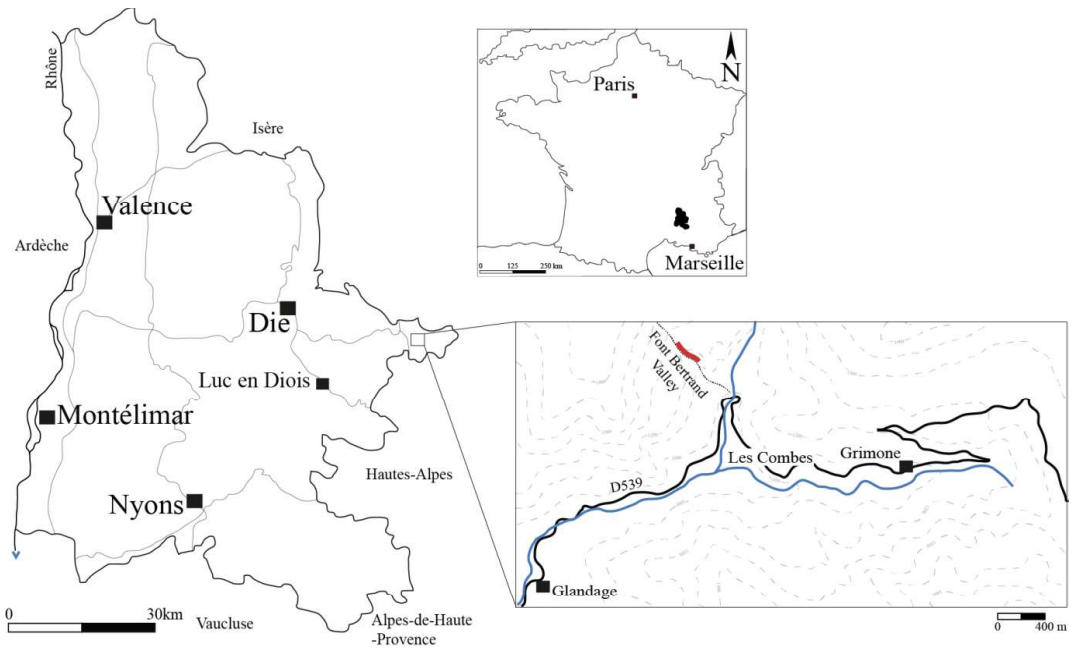 Rhône
Isère
Valence
Ardèche
Die
Luc en Diois
Montélimar
Hautes-Alpes
Nyons
0 30km
Vaucluse
Alpes-de-Haute
-Provence
N
Paris
Marseille
0 125 250 km
Font Bertrand
Valley
Les Combes
Grimone
D539
Glandage
0 400 m